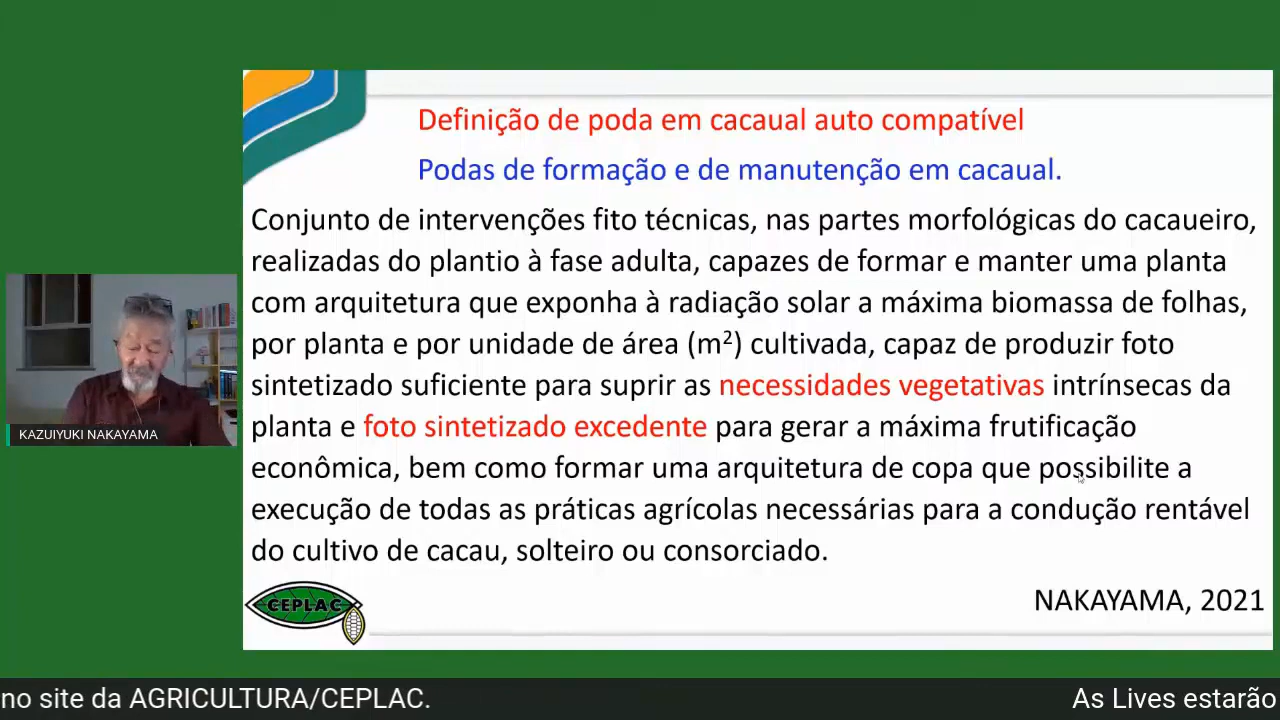 Definição de poda em cacaual auto compatível
Podas de formação e de manutenção em cacaual.
Conjunto de intervenções fito técnicas, nas partes morfológicas do cacaueiro,
realizadas do plantio à fase adulta, capazes de formar e manter uma planta
com arquitetura que exponha à radiação solar a máxima biomassa de folhas,
por planta e por unidade de área (m²) cultivada, capaz de produzir foto
sintetizado suficiente para suprir as necessidades vegetativas intrínsecas da
planta e foto sintetizado excedente para gerar a máxima frutificação
econômica, bem como formar uma arquitetura de copa que possibilite a
execução de todas as práticas agrícolas necessárias para a condução rentável
do cultivo de cacau, solteiro ou consorciado.
NAKAYAMA, 2021
CEPLAC
KAZUIYUKI NAKAYAMA
no site da AGRICULTURA/CEPLAC.
As Lives estarão